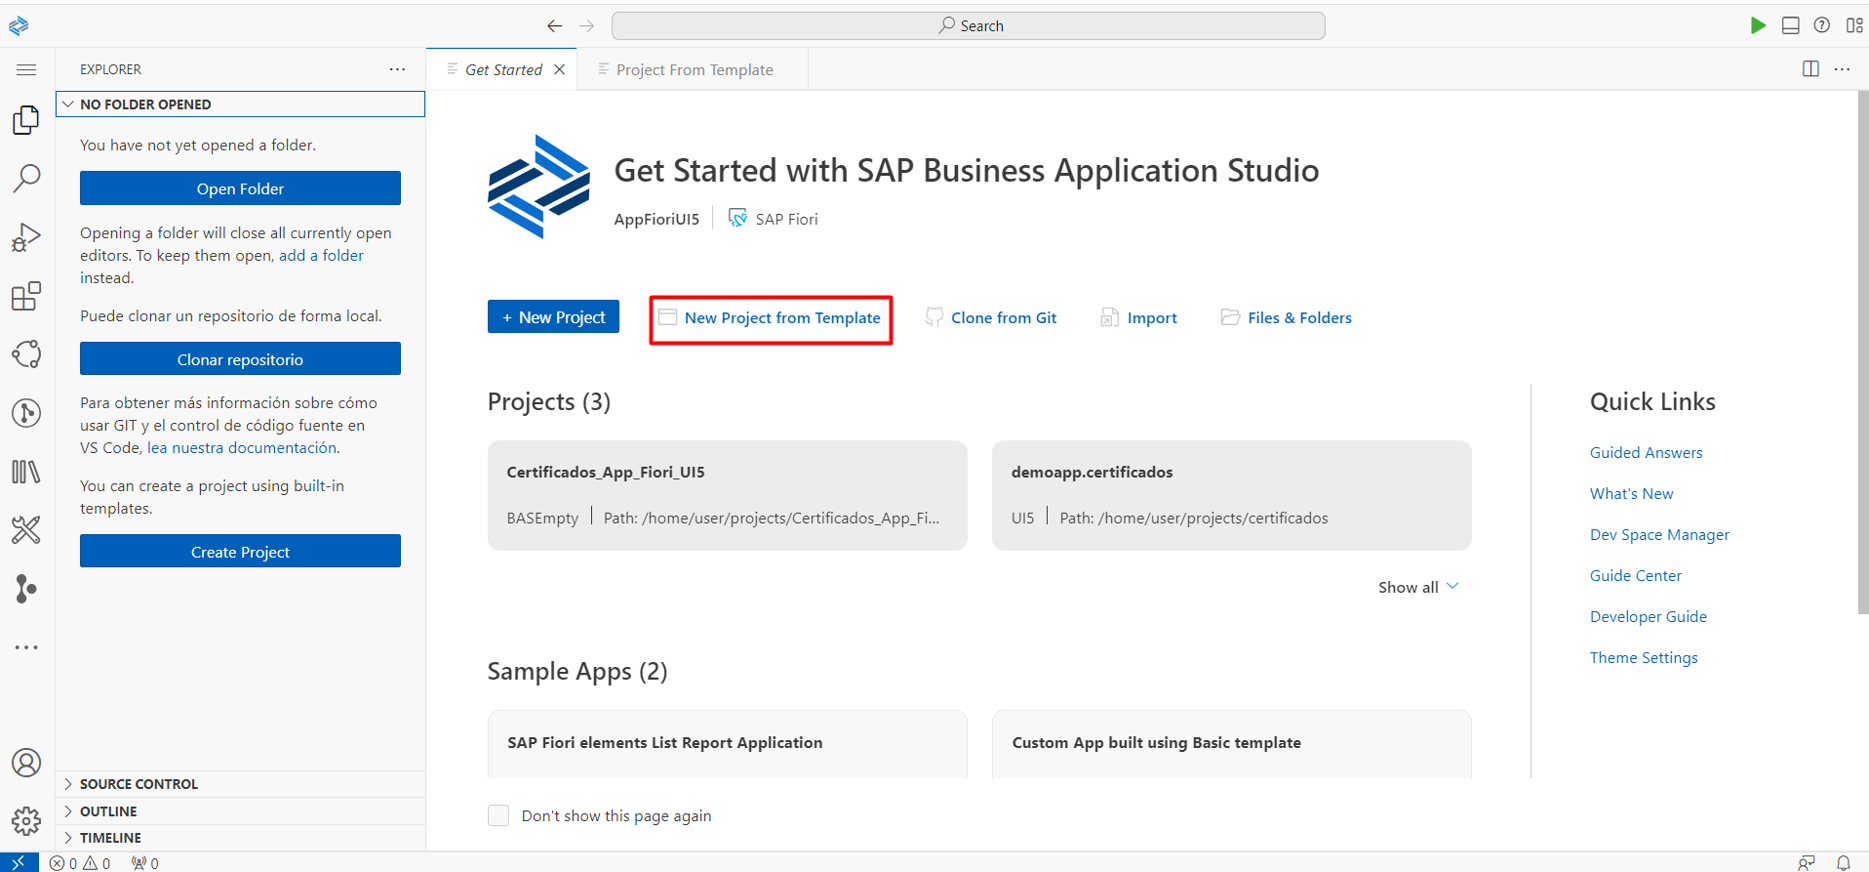 Search
EXPLORER
Get Started
Project From Template
NO FOLDER OPENED
You have not yet opened a folder.
Open Folder
Opening a folder will close all currently open
editors. To keep them open, add a folder
instead.
Puede clonar un repositorio de forma local.
Clonar repositorio
Para obtener más información sobre cómo
usar GIT y el control de código fuente en
VS Code, lea nuestra documentación.
You can create a project using built-in
templates.
Create Project
SOURCE CONTROL
OUTLINE
TIMELINE
Get Started with SAP Business Application Studio
AppFioriUI5
SAP Fiori
+ New Project
New Project from Template
Clone from Git
Import
Files & Folders
Projects (3)
Certificados_App_Fiori_UI5
BASEmpty | Path: /home/user/projects/Certificados_App_Fi...
demoapp.certificados
UI5 | Path: /home/user/projects/certificados
Show all
Sample Apps (2)
SAP Fiori elements List Report Application
Custom App built using Basic template
Don't show this page again
Quick Links
Guided Answers
What's New
Dev Space Manager
Guide Center
Developer Guide
Theme Settings
0 0 0